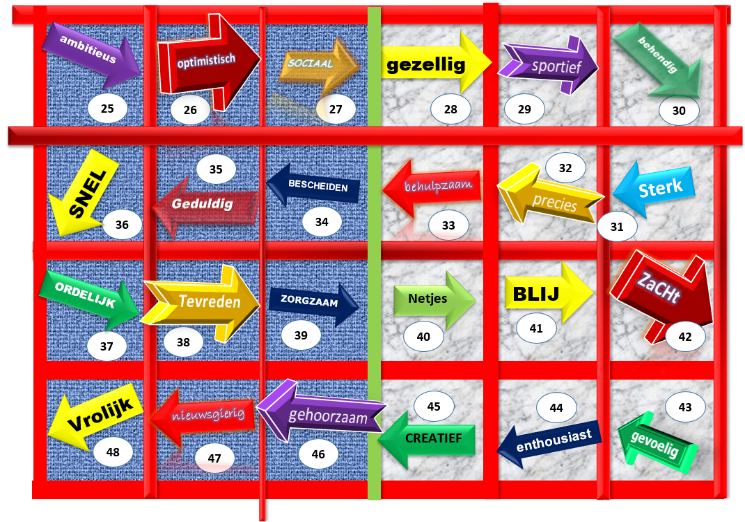 ambitieus
optimistisch
SOCIAAL
gezellig
sportief
behendig
25
26
27
28
29
30
SNEL
Geduldig
BESCHEIDEN
behulpzaam
precies
Sterk
36
35
34
33
32
31
ORDELIJK
Tevreden
ZORGZAAM
Netjes
BLIJ
ZaCHt
37
38
39
40
41
42
Vrolijk
nieuwsgierig
gehoorzaam
CREATIEF
enthousiast
gevoelig
48
47
46
45
44
43